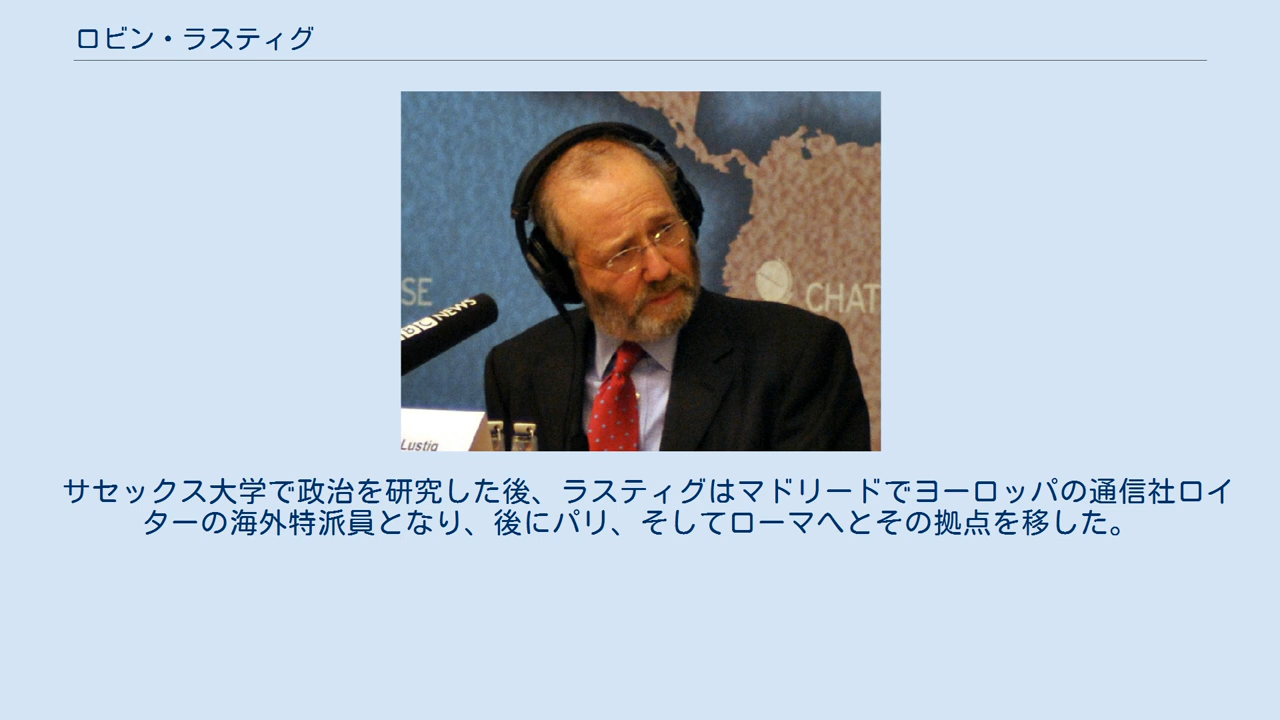 ロビン・ラスティグ
SE
CHAT
BBC NEWS
Lustig
サセックス大学で政治を研究した後、ラスティグはマドリードでヨーロッパの通信社ロイ
ターの海外特派員となり、後にパリ、そしてローマへとその拠点を移した。